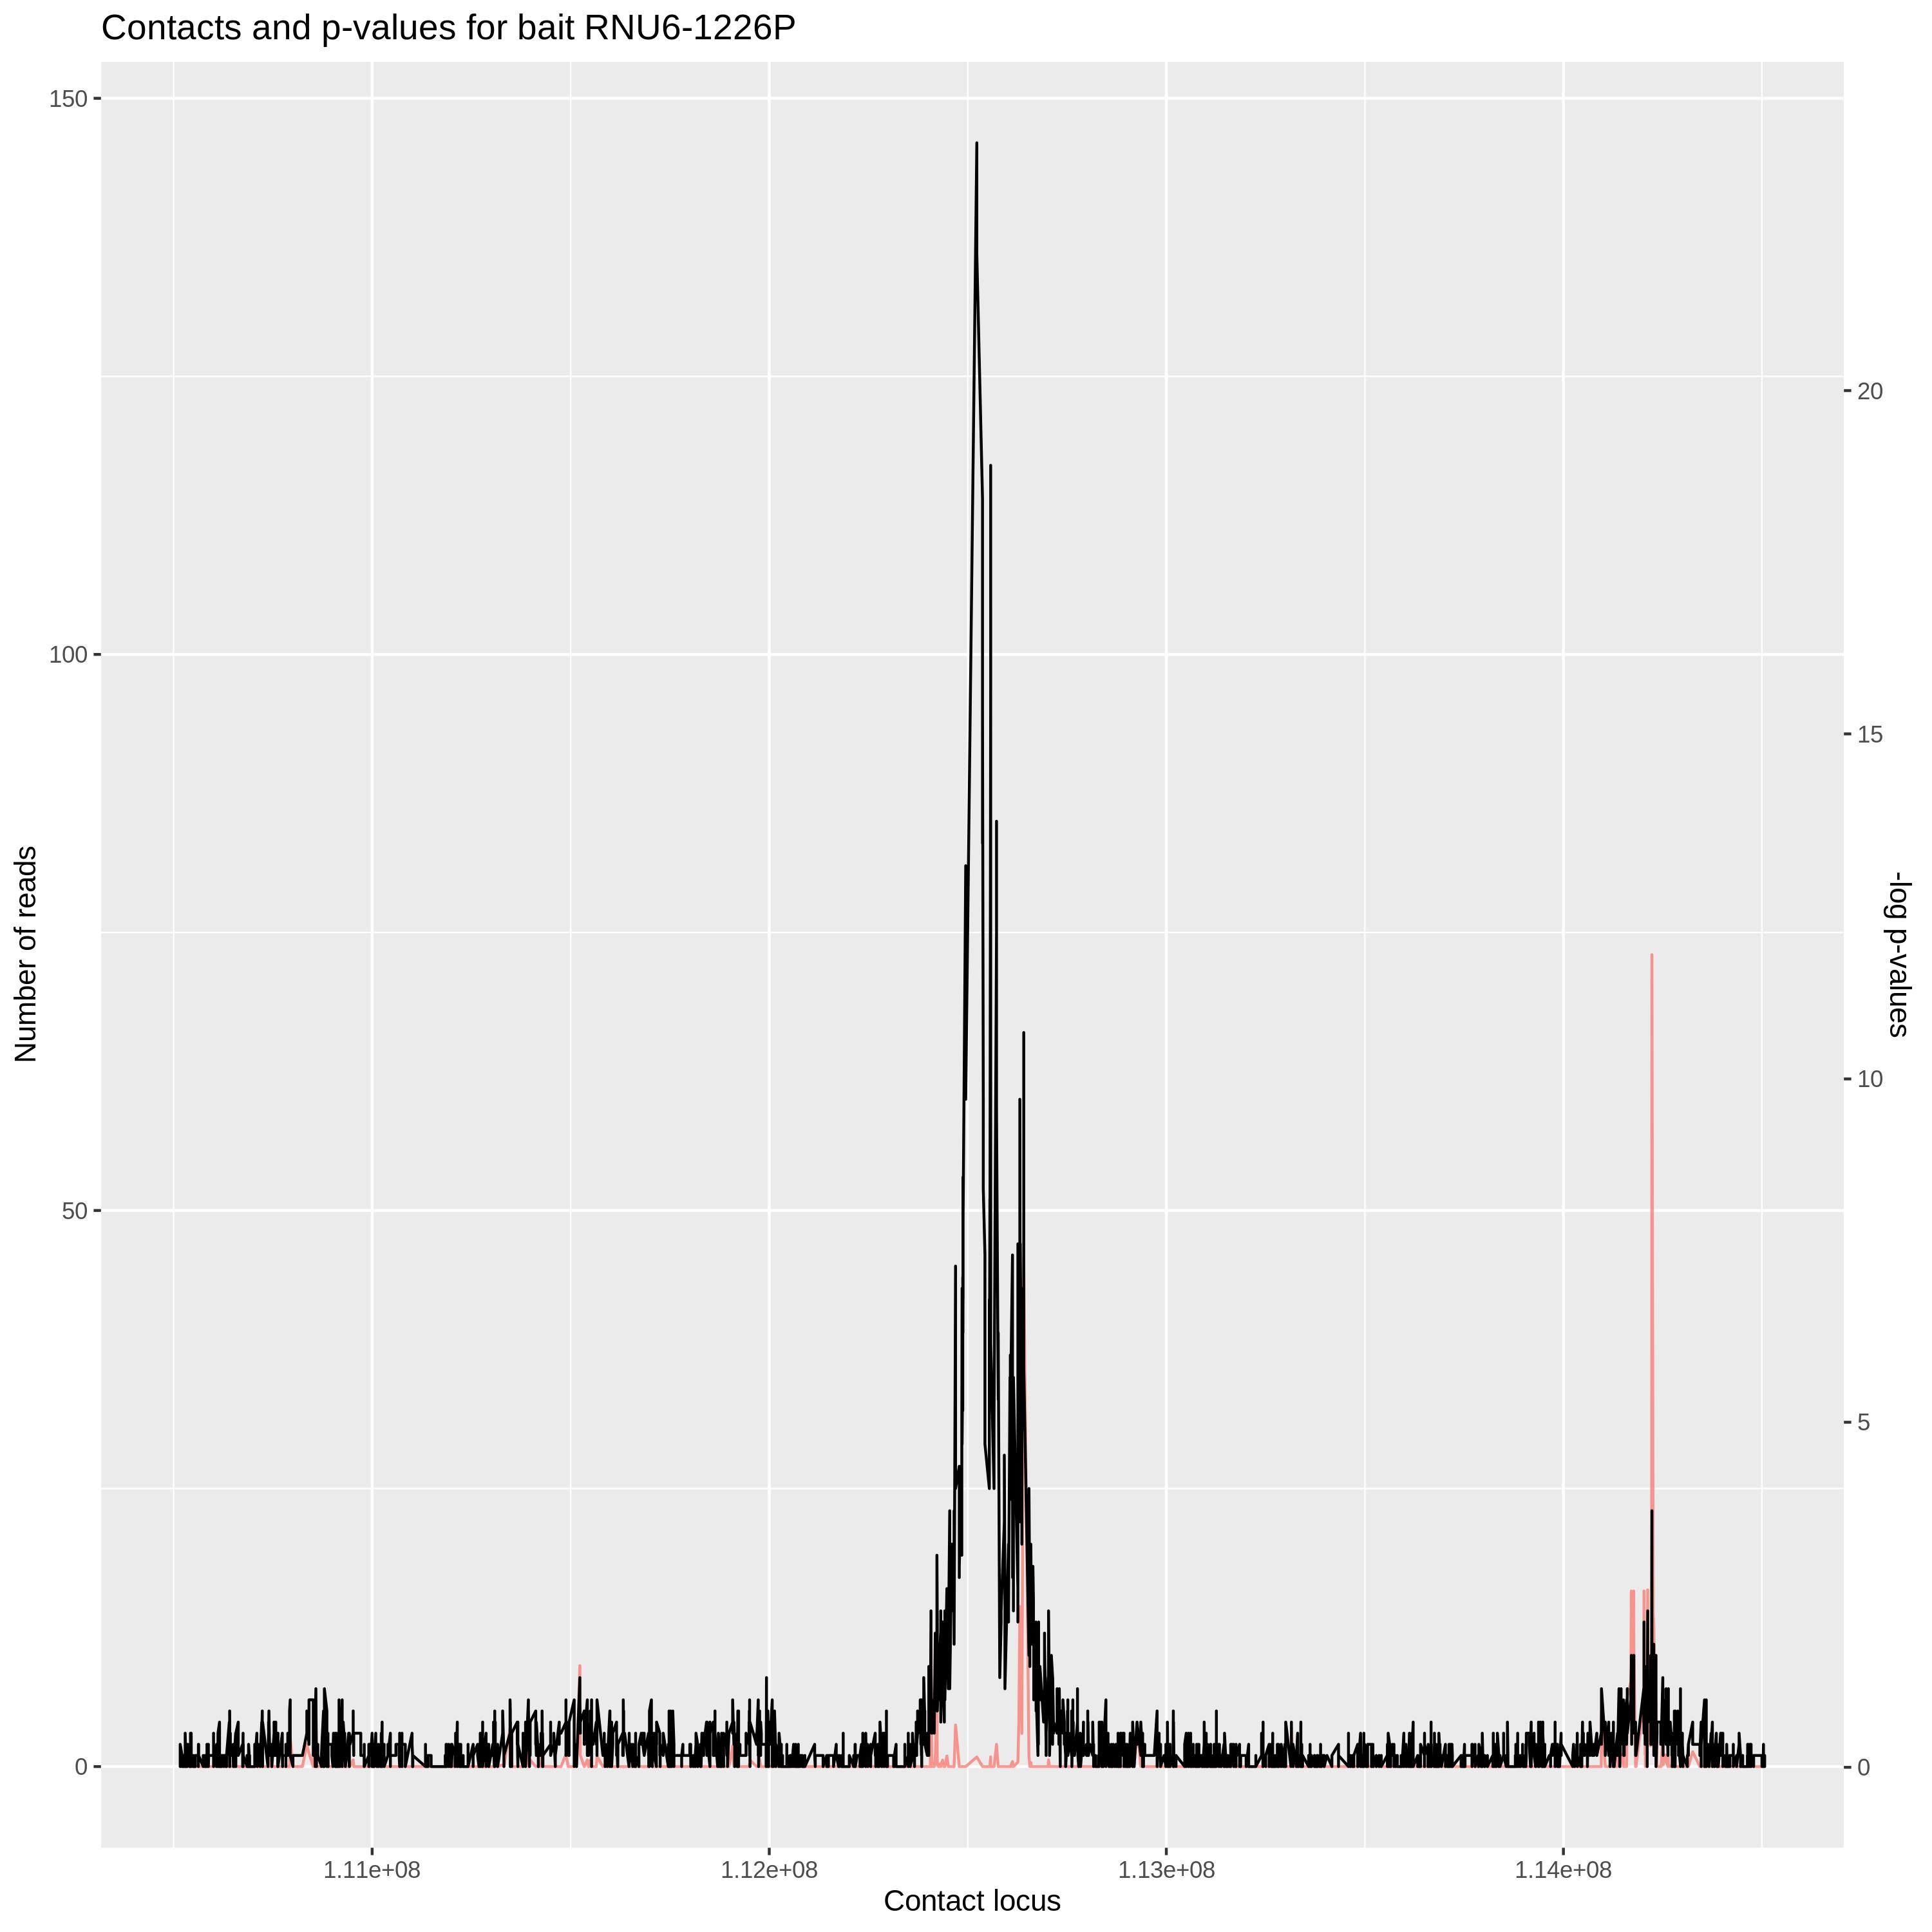 Contacts and p-values for bait RNU6-1226P
150
100
50
0
Number of reads
20
15
10
5
0
-log p-values
1.11e+08
1.12e+08
1.13e+08
1.14e+08
Contact locus